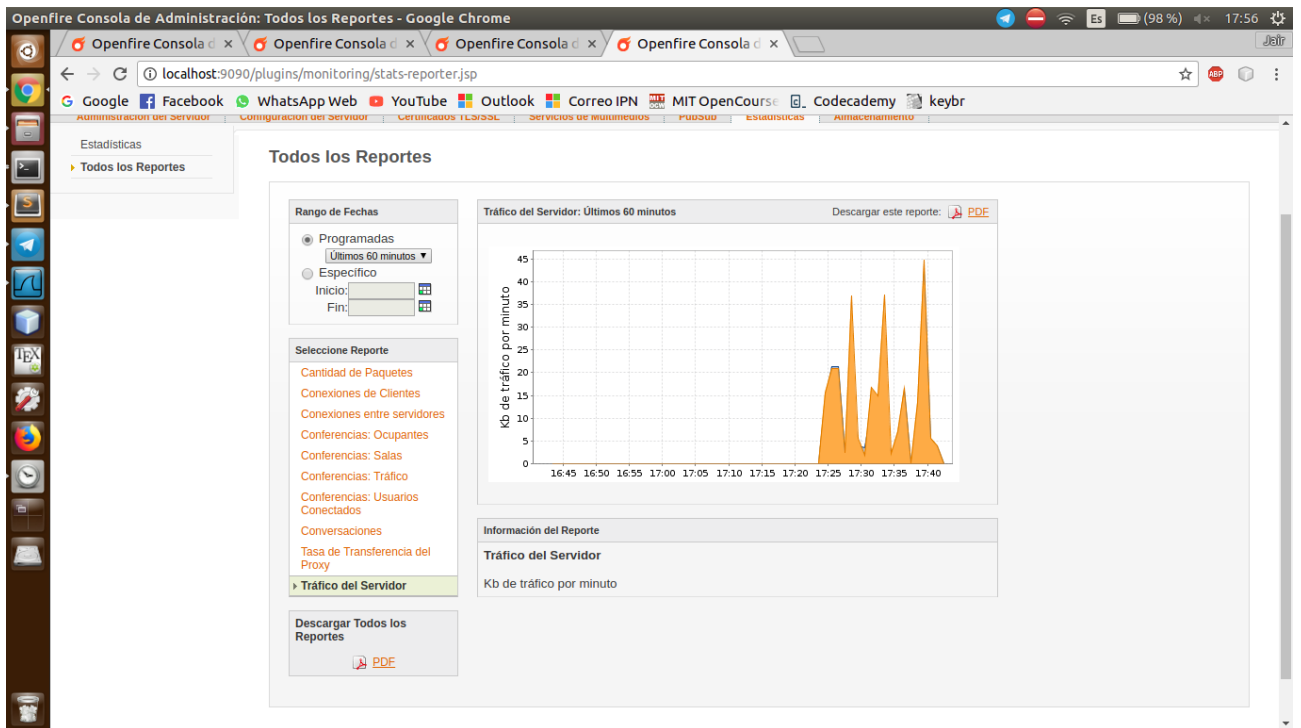 Openfire Consola de Administración: Todos los Reportes - Google Chrome
Es
(98 %)
17:56
Openfire Consola d
Openfire Consola d
Openfire Consola d
Openfire Consola d
Jair
localhost:9090/plugins/monitoring/stats-reporter.jsp
ABP
Google Facebook WhatsApp Web YouTube Outlook Correo IPN MIT OpenCourse Codecademy keybr
Administración del Servidor Configuración del Servidor Certificados TLS/SSL Servicios de Multimedios PubSub Estadísticas Almacenamiento
Estadísticas
Todos los Reportes
Todos los Reportes
Rango de Fechas
Programadas
Últimos 60 minutos
Específico
Inicio:
Fin:
Seleccione Reporte
Cantidad de Paquetes
Conexiones de Clientes
Conexiones entre servidores
Conferencias: Ocupantes
Conferencias: Salas
Conferencias: Tráfico
Conferencias: Usuarios
Conectados
Conversaciones
Tasa de Transferencia del
Proxy
Tráfico del Servidor
Descargar Todos los
Reportes
PDF
Tráfico del Servidor: Últimos 60 minutos
Descargar este reporte: PDF
Kb de tráfico por minuto
45
40
35
30
25
20
15
10
5
0
16:45 16:50 16:55 17:00 17:05 17:10 17:15 17:20 17:25 17:30 17:35 17:40
Información del Reporte
Tráfico del Servidor
Kb de tráfico por minuto
TEX